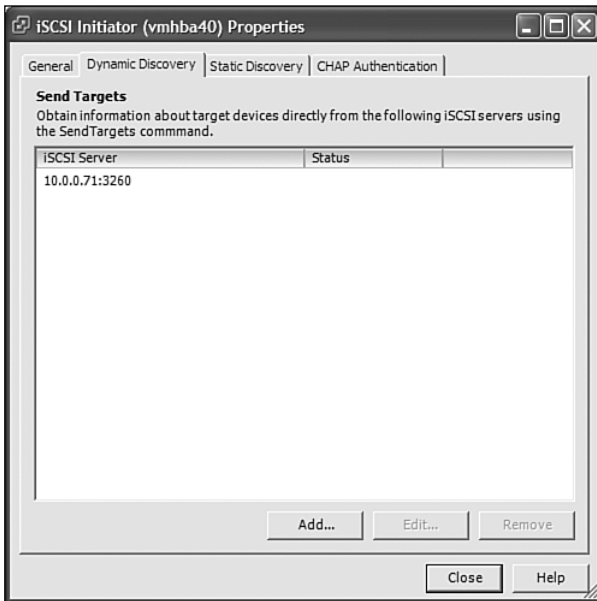 iSCSI Initiator (vmhba40) Properties
General Dynamic Discovery Static Discovery CHAP Authentication
Send Targets
Obtain information about target devices directly from the following iSCSI servers using
the SendTargets commmand.
iSCSI Server Status
10.0.0.71:3260
Add... Edit... Remove
Close Help